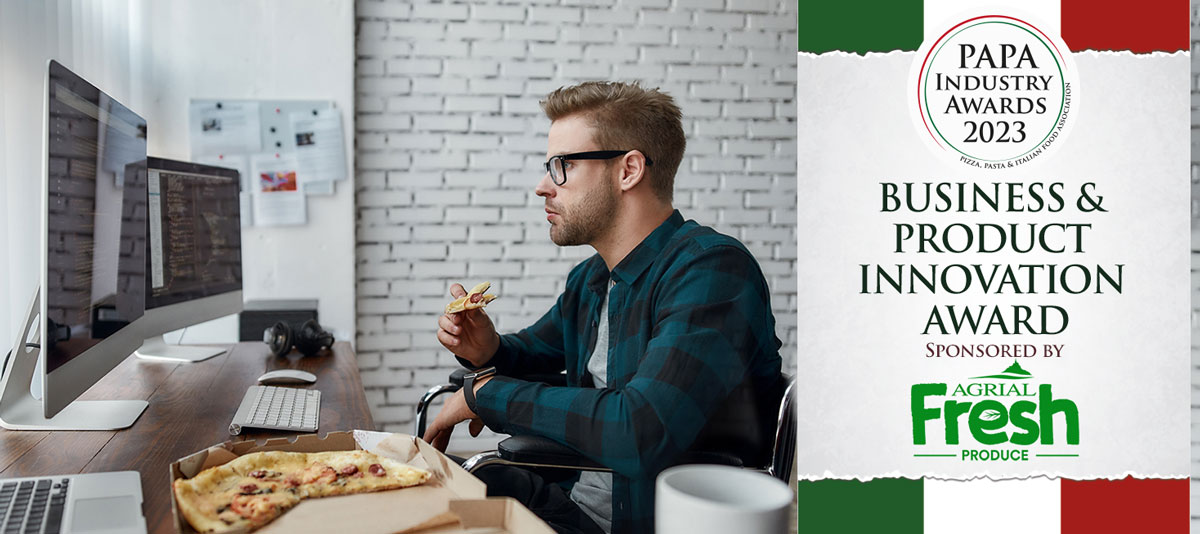 PAPA
INDUSTRY
AWARDS
2023
PIZZA, PASTA & ITALIAN FOOD ASSOCIATION
BUSINESS &
PRODUCT
INNOVATION
AWARD
SPONSORED BY
AGRIAL
Fresh
PRODUCE